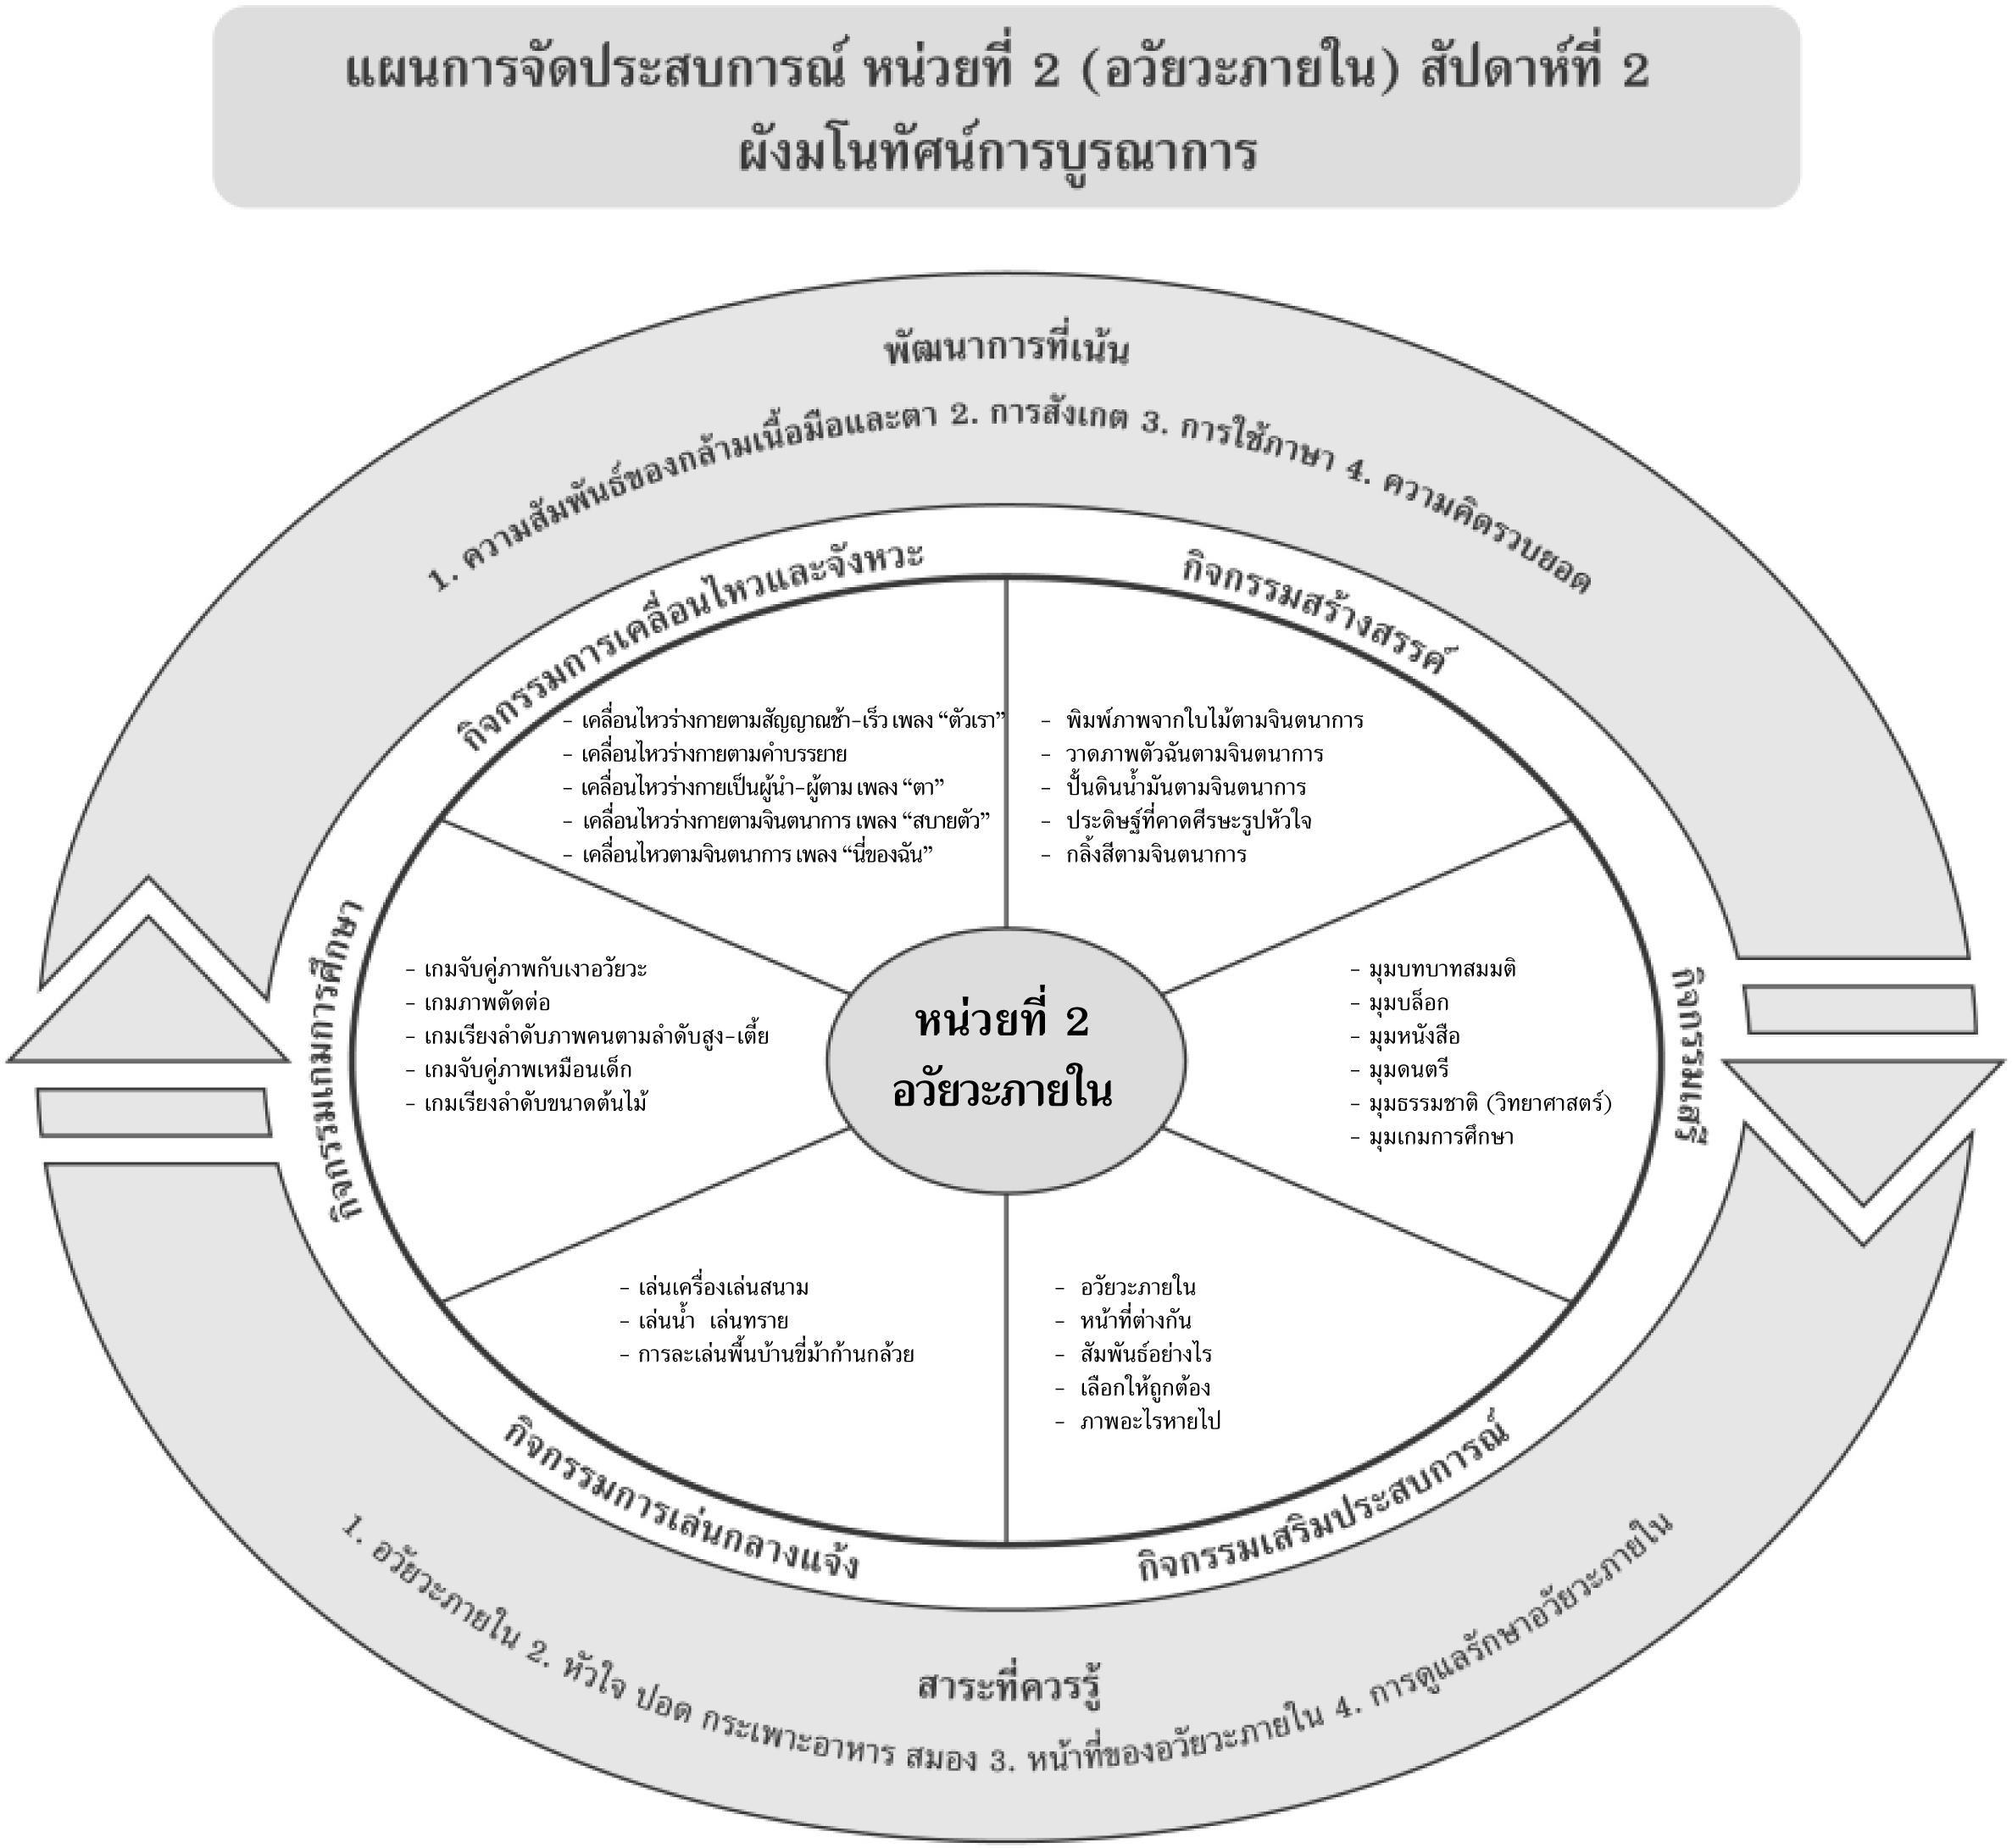 แผนการจัดประสบการณ์ หน่วยที่ 2 (อวัยวะภายใน) สัปดาห์ที่ 2
ผังมโนทัศน์การบูรณาการ
พัฒนาการที่เน้น
1. ความสัมพันธ์ของกล้ามเนื้อมือและตา 2. การสังเกต 3. การใช้ภาษา 4. ความคิดรวบยอด
กิจกรรมการเคลื่อนไหวและจังหวะ
- เคลื่อนไหวร่างกายตามสัญญาณช้า-เร็ว เพลง “ตัวเรา”
- เคลื่อนไหวร่างกายตามคำบรรยาย
- เคลื่อนไหวร่างกายเป็นผู้นำ-ผู้ตาม เพลง “ตา”
- เคลื่อนไหวร่างกายตามจินตนาการ เพลง “สบายตัว”
- เคลื่อนไหวตามจินตนาการ เพลง “นี่ของฉัน”
กิจกรรมสร้างสรรค์
- พิมพ์ภาพจากใบไม้ตามจินตนาการ
- วาดภาพตัวฉันตามจินตนาการ
- ปั้นดินน้ำมันตามจินตนาการ
- ประดิษฐ์ที่คาดศีรษะรูปหัวใจ
- กลิ้งสีตามจินตนาการ
กิจกรรมเกมการศึกษา
- เกมจับคู่ภาพกับเงาอวัยวะ
- เกมภาพตัดต่อ
- เกมเรียงลำดับภาพคนตามลำดับสูง-เตี้ย
- เกมจับคู่ภาพเหมือนเด็ก
- เกมเรียงลำดับขนาดต้นไม้
หน่วยที่ 2
อวัยวะภายใน
กิจกรรมเสรี
- มุมบทบาทสมมติ
- มุมบล็อก
- มุมหนังสือ
- มุมดนตรี
- มุมธรรมชาติ (วิทยาศาสตร์)
- มุมเกมการศึกษา
- เล่นเครื่องเล่นสนาม
- เล่นน้ำ เล่นทราย
- การละเล่นพื้นบ้านขี่ม้าก้านกล้วย
กิจกรรมการเล่นกลางแจ้ง
- อวัยวะภายใน
- หน้าที่ต่างกัน
- สัมพันธ์อย่างไร
- เลือกให้ถูกต้อง
- ภาพอะไรหายไป
กิจกรรมเสริมประสบการณ์
สาระที่ควรรู้
1. อวัยวะภายใน 2. หัวใจ ปอด กระเพาะอาหาร สมอง 3. หน้าที่ของอวัยวะภายใน 4. การดูแลรักษาอวัยวะภายใน